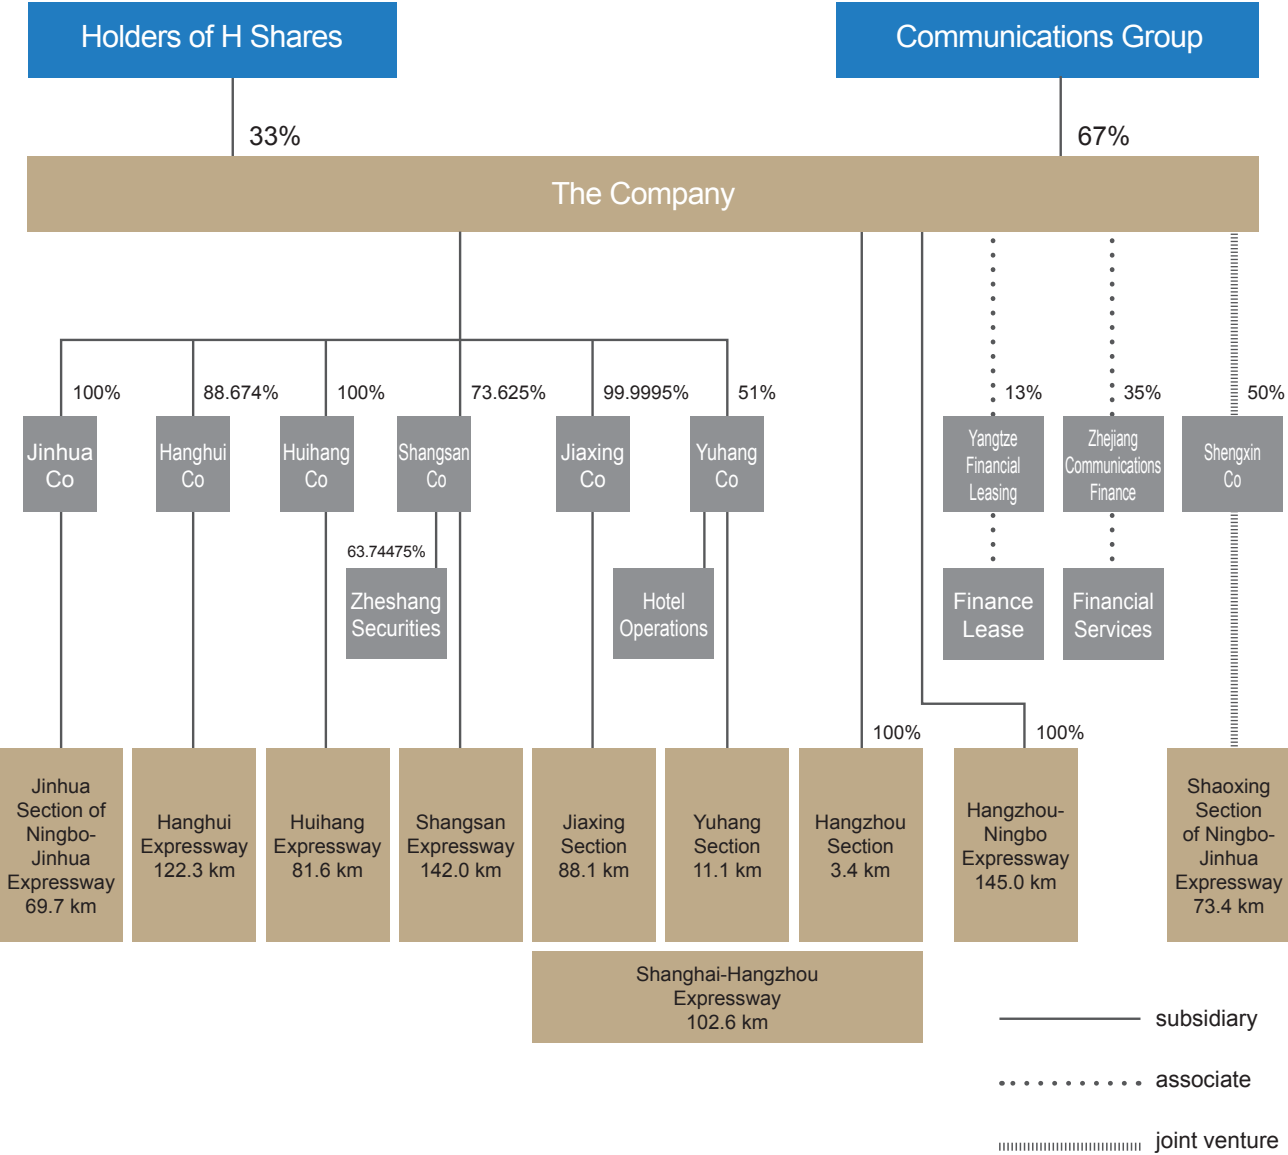 Holders of H Shares
Communications Group
33%
67%
The Company
100%
88.674%
100%
73.625%
99.9995%
51%
13%
35%
50%
Jinhua
Co
Hanghui
Co
Huihang
Co
Shangsan
Co
Jiaxing
Co
Yuhang
Co
Yangtze
Financial
Leasing
Zhejiang
Communications
Finance
Shengxin
Co
63.74475%
Zheshang
Securities
Hotel
Operations
Finance
Lease
Financial
Services
100%
100%
Jinhua
Section of
Ningbo-
Jinhua
Expressway
69.7 km
Hanghui
Expressway
122.3 km
Huihang
Expressway
81.6 km
Shangsan
Expressway
142.0 km
Jiaxing
Section
88.1 km
Yuhang
Section
11.1 km
Hangzhou
Section
3.4 km
Hangzhou-
Ningbo
Expressway
145.0 km
Shaoxing
Section
of Ningbo-
Jinhua
Expressway
73.4 km
Shanghai-Hangzhou
Expressway
102.6 km
subsidiary
associate
joint venture